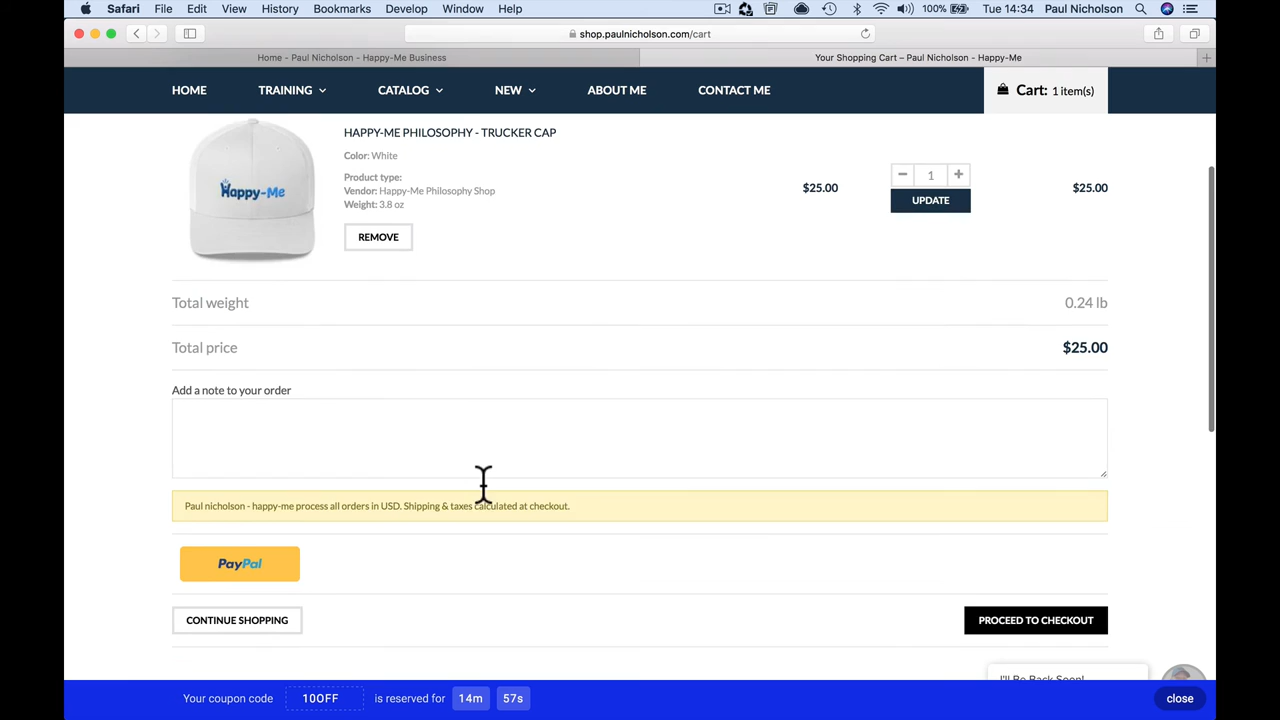 Safari File Edit View History Bookmarks Develop Window Help 100% Tue 14:34 Paul Nicholson
shop.paulnicholson.com/cart
Home - Paul Nicholson - Happy-Me Business Your Shopping Cart – Paul Nicholson - Happy-Me
HOME TRAINING CATALOG NEW ABOUT ME CONTACT ME Cart: 1 item(s)
HAPPY-ME PHILOSOPHY - TRUCKER CAP
Color: White
Product type:
Vendor: Happy-Me Philosophy Shop
Weight: 3.8 oz
REMOVE
Happy-Me
$25.00 − 1 + $25.00
UPDATE
Total weight 0.24 lb
Total price $25.00
Add a note to your order
Paul nicholson - happy-me process all orders in USD. Shipping & taxes calculated at checkout.
PayPal
CONTINUE SHOPPING PROCEED TO CHECKOUT
I'll Be Back Soon!
Your coupon code 10OFF is reserved for 14m 57s close